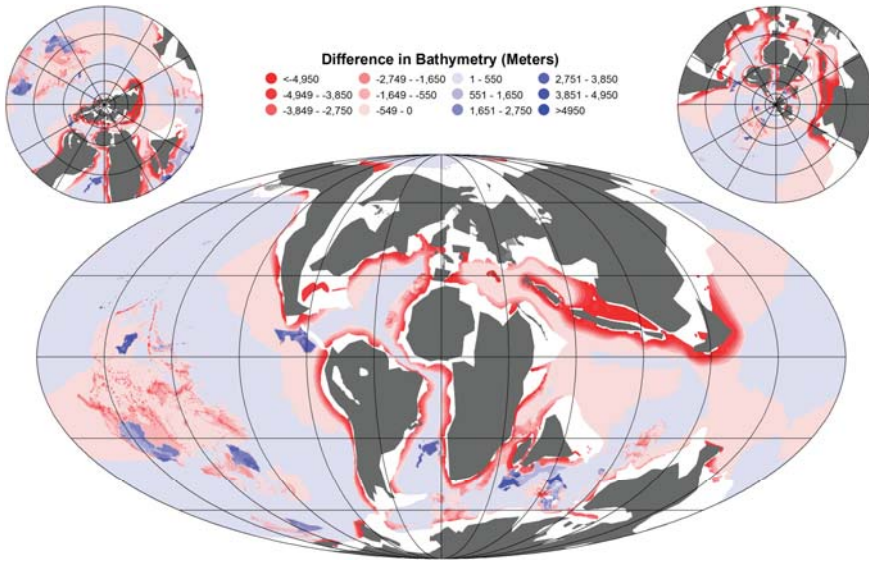 Difference in Bathymetry (Meters)
<-4,950 -2,749 - -1,650 1 - 550 2,751 - 3,850
-4,949 - -3,850 -1,649 - -550 551 - 1,650 3,851 - 4,950
-3,849 - -2,750 -549 - 0 1,651 - 2,750 >4950